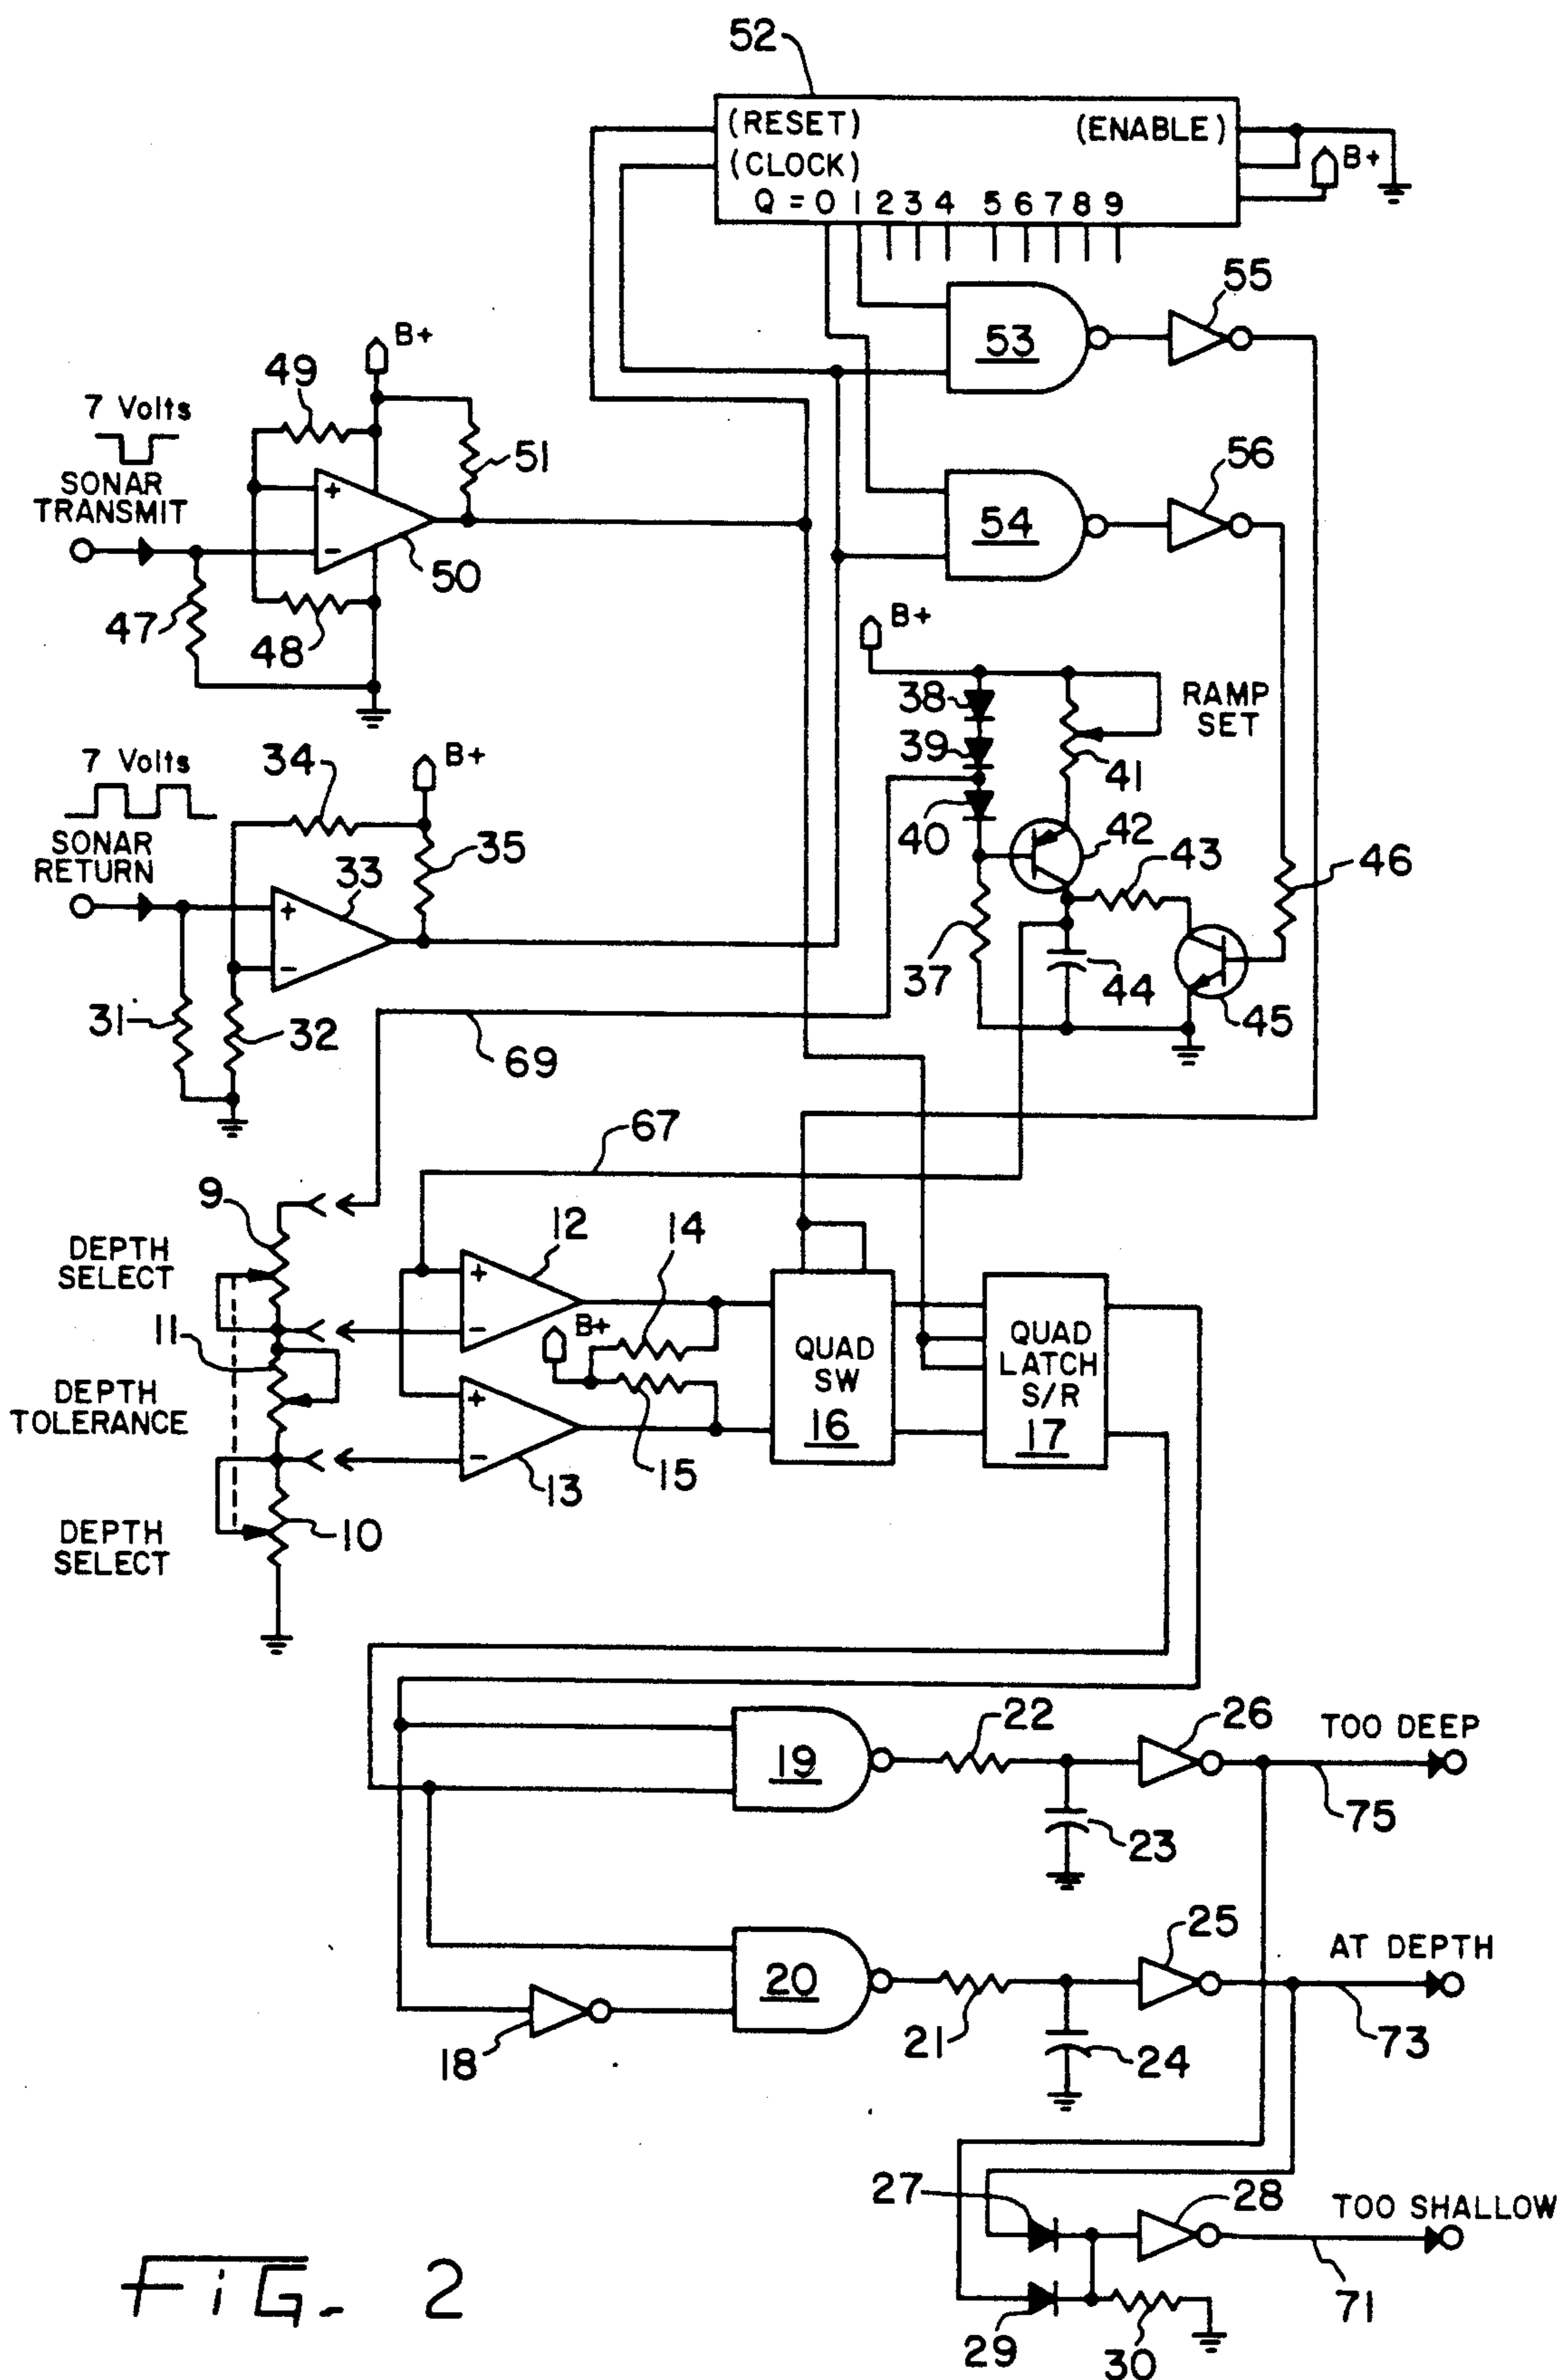 52
(RESET) (ENABLE)
(CLOCK)
Q = 0 1 2 3 4 5 6 7 8 9
B+
55
53
B+
49
7 Volts
51
SONAR
TRANSMIT
50
47
48
56
54
B+
38
RAMP
SET
39
41
40
42
43
46
37
44
45
7 Volts
34
B+
SONAR
RETURN
33
35
31
32
69
67
9
DEPTH
SELECT
12
14
11
B+
QUAD
SW
16
QUAD
LATCH
S/R
17
DEPTH
TOLERANCE
13
15
DEPTH
SELECT
10
19
22
26
TOO DEEP
23
75
20
25
AT DEPTH
18
21
24
73
27
28
TOO SHALLOW
29
30
71
FIG. 2
+
-
+
-
+
-
+
-